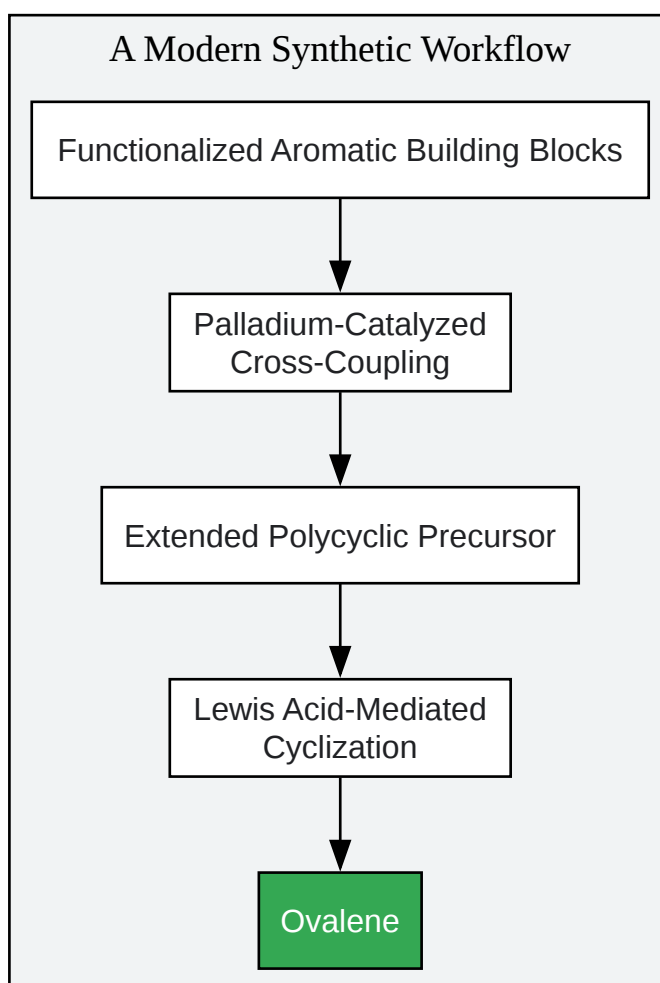 A Modern Synthetic Workflow
Functionalized Aromatic Building Blocks
Palladium-Catalyzed
Cross-Coupling
Extended Polycyclic Precursor
Lewis Acid-Mediated
Cyclization
Ovalene